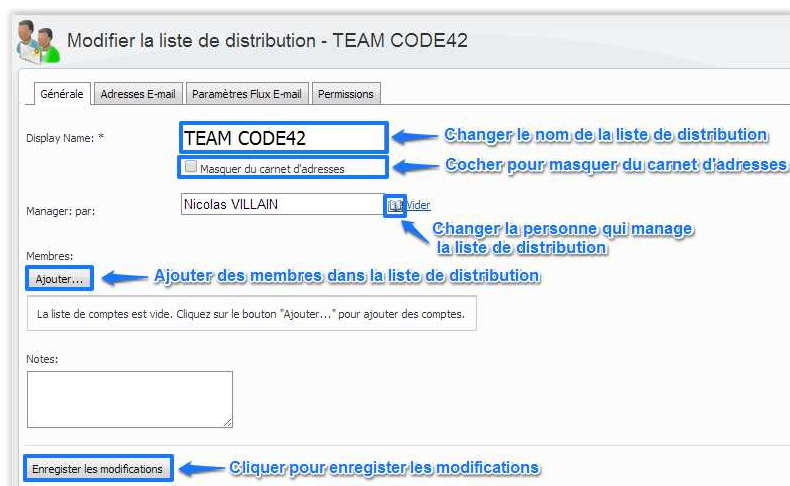 Modifier la liste de distribution - TEAM CODE42
Générale Adresses E-mail Paramètres Flux E-mail Permissions
Display Name: * TEAM CODE42 Changer le nom de la liste de distribution
Masquer du carnet d'adresses Cocher pour masquer du carnet d'adresses
Manager: par: Nicolas VILLAIN Vider
Changer la personne qui manage
la liste de distribution
Membres:
Ajouter... Ajouter des membres dans la liste de distribution
La liste de comptes est vide. Cliquez sur le bouton "Ajouter..." pour ajouter des comptes.
Notes:
Enregister les modifications Cliquer pour enregister les modifications